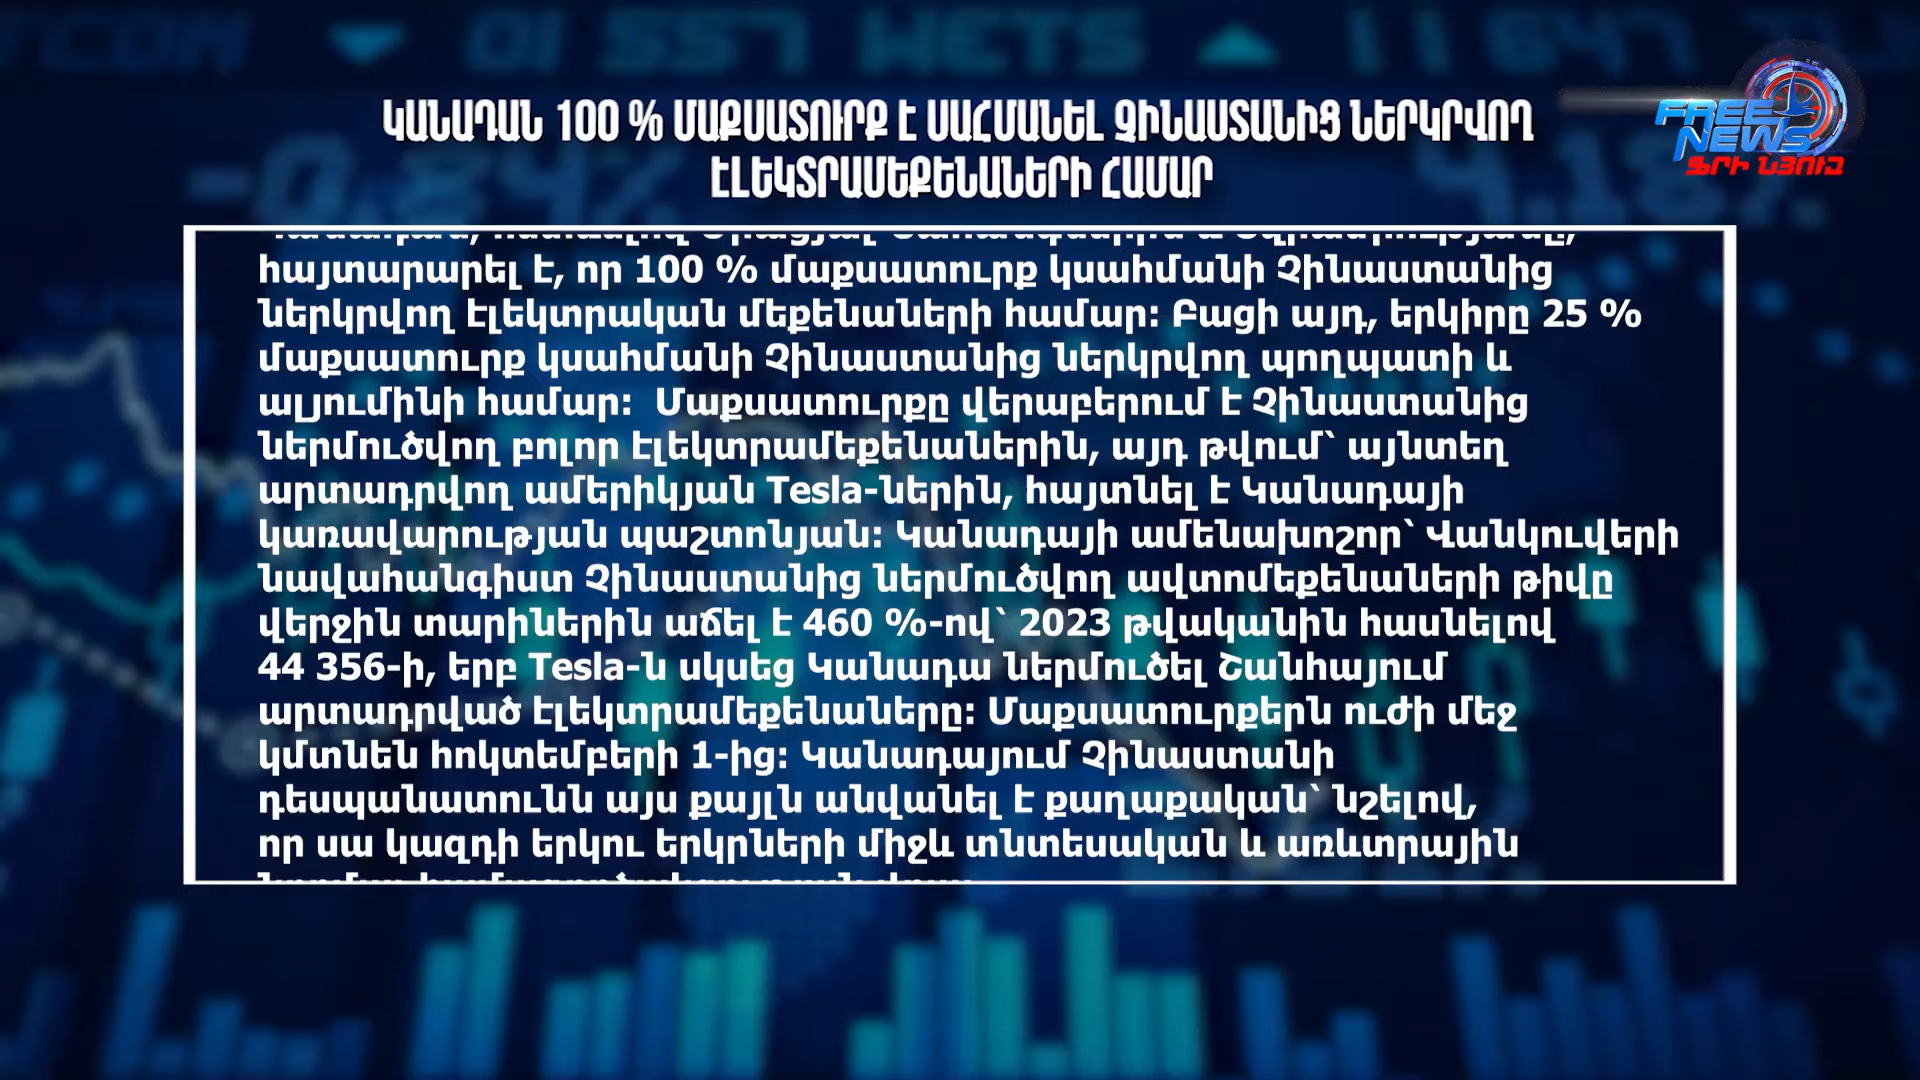 ԿԱՆԱԴԱՆ 100 % ՄԱՔՍԱՏՈՒՐՔ Է ՍԱՀՄԱՆԵԼ ՉԻՆԱՍՏԱՆԻՑ ՆԵՐԿՐՎՈՂ
ԷԼԵԿՏՐԱՄԵՔԵՆԱՆԵՐԻ ՀԱՄԱՐ
FREE
NEWS
ՖՐԻ ՆՅՈՒԶ
հայտարարել է, որ 100 % մաքսատուրք կսահմանի Չինաստանից
ներկրվող էլեկտրական մեքենաների համար: Բացի այդ, երկիրը 25 %
մաքսատուրք կսահմանի Չինաստանից ներկրվող պողպատի և
ալյումինի համար: Մաքսատուրքը վերաբերում է Չինաստանից
ներմուծվող բոլոր էլեկտրամեքենաներին, այդ թվում՝ այնտեղ
արտադրվող ամերիկյան Tesla-ներին, հայտնել է Կանադայի
կառավարության պաշտոնյան: Կանադայի ամենախոշոր՝ Վանկուվերի
նավահանգիստ Չինաստանից ներմուծվող ավտոմեքենաների թիվը
վերջին տարիներին աճել է 460 %-ով՝ 2023 թվականին հասնելով
44 356-ի, երբ Tesla-ն սկսեց Կանադա ներմուծել Շանհայում
արտադրված էլեկտրամեքենաները: Մաքսատուրքերն ուժի մեջ
կմտնեն հոկտեմբերի 1-ից: Կանադայում Չինաստանի
դեսպանատունն այս քայլն անվանել է քաղաքական՝ նշելով,
որ սա կազդի երկու երկրների միջև տնտեսական և առևտրային